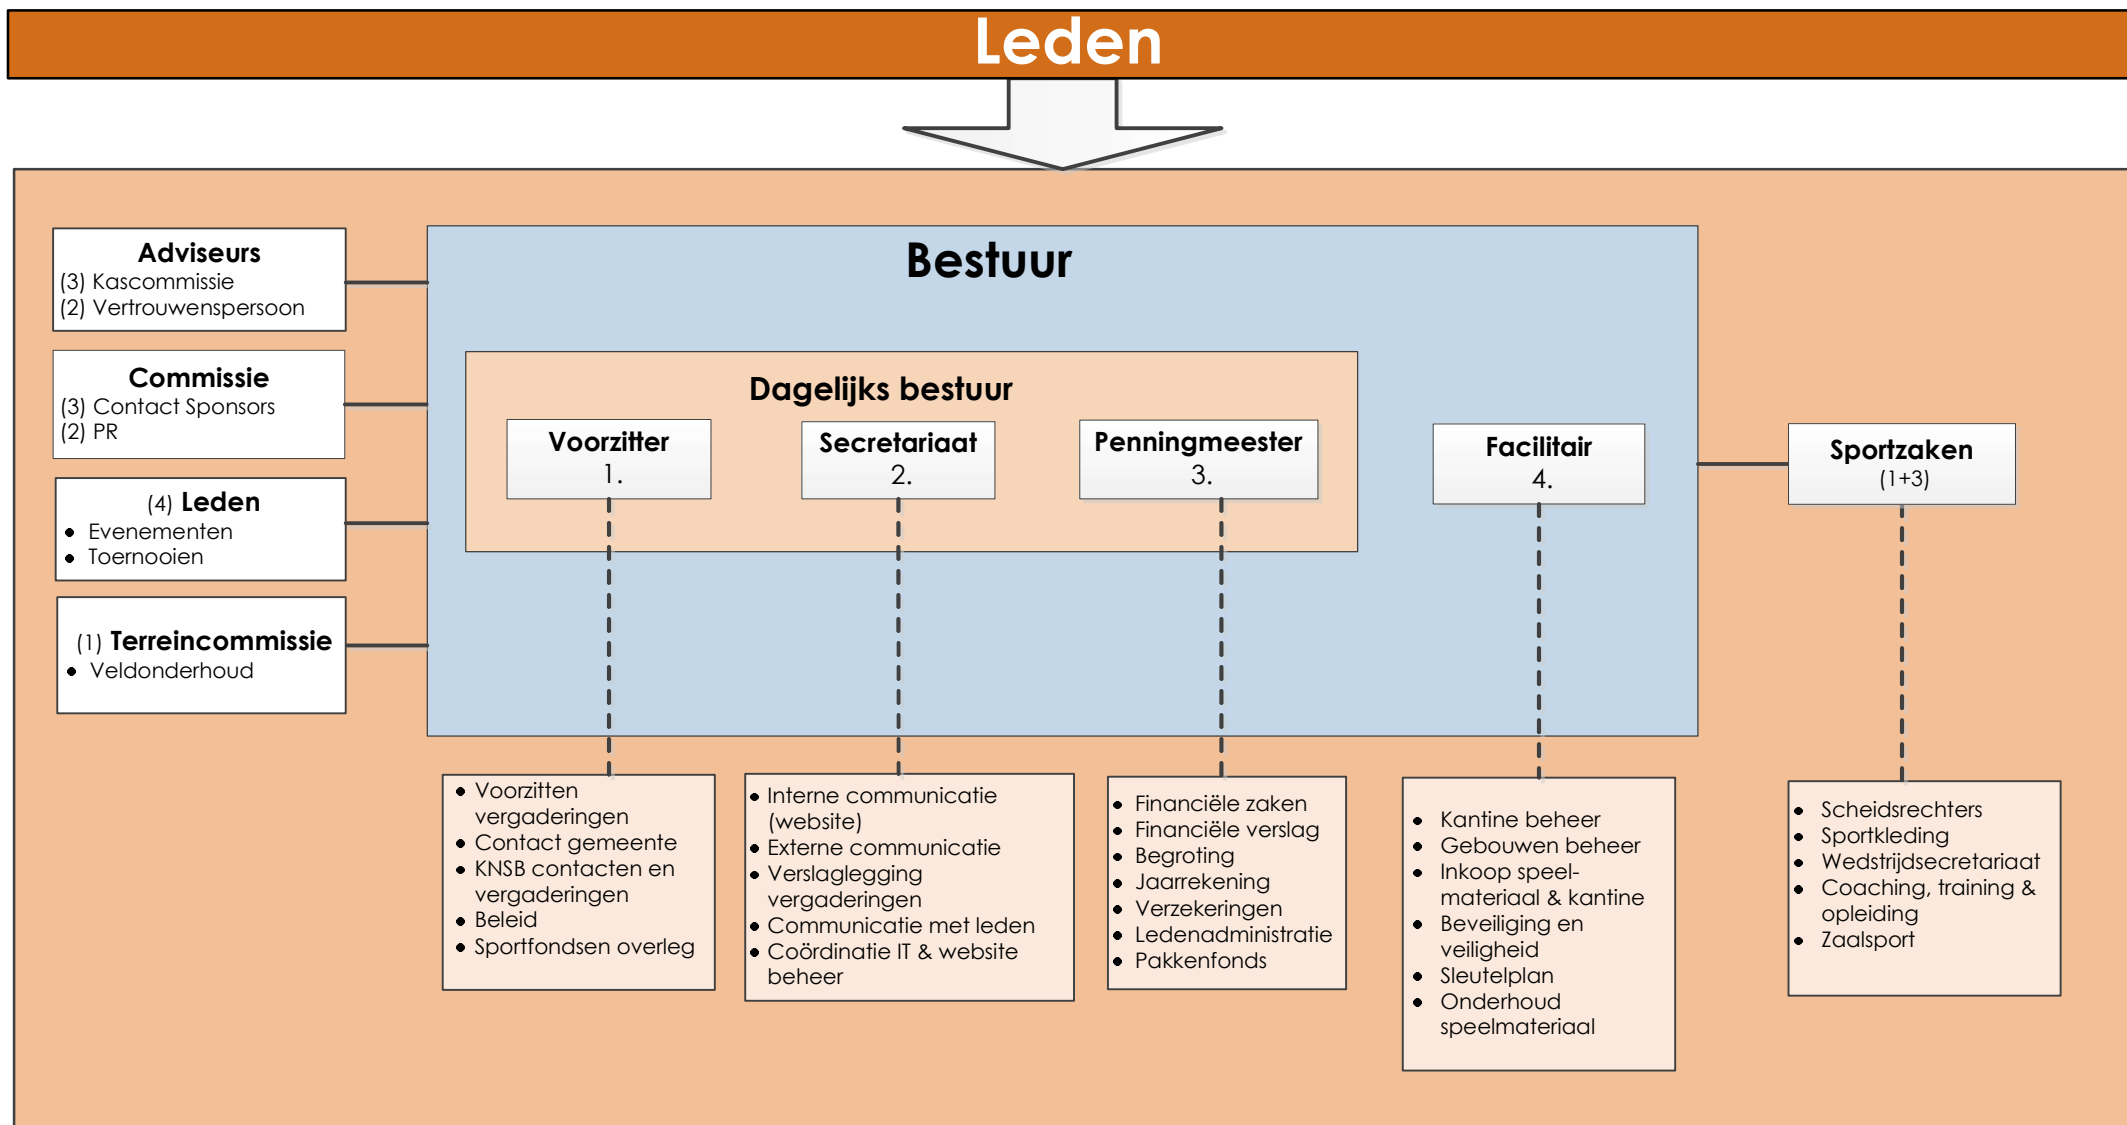 Leden
Adviseurs
(3) Kascommissie
(2) Vertrouwenspersoon
Commissie
(3) Contact Sponsors
(2) PR
(4) Leden
• Evenementen
• Toernooien
(1) Terreincommissie
• Veldonderhoud
Bestuur
Dagelijks bestuur
Voorzitter
1.
Secretariaat
2.
Penningmeester
3.
Facilitair
4.
Sportzaken
(1+3)
• Voorzitten
vergaderingen
• Contact gemeente
• KNSB contacten en
vergaderingen
• Beleid
• Sportfondsen overleg
• Interne communicatie
(website)
• Externe communicatie
• Verslaglegging
vergaderingen
• Communicatie met leden
• Coördinatie IT & website
beheer
• Financiële zaken
• Financiële verslag
• Begroting
• Jaarrekening
• Verzekeringen
• Ledenadministratie
• Pakkenfonds
• Kantine beheer
• Gebouwen beheer
• Inkoop speel-
materiaal & kantine
• Beveiliging en
veiligheid
• Sleutelplan
• Onderhoud
speelmateriaal
• Scheidsrechters
• Sportkleding
• Wedstrijdsecretariaat
• Coaching, training &
opleiding
• Zaalsport